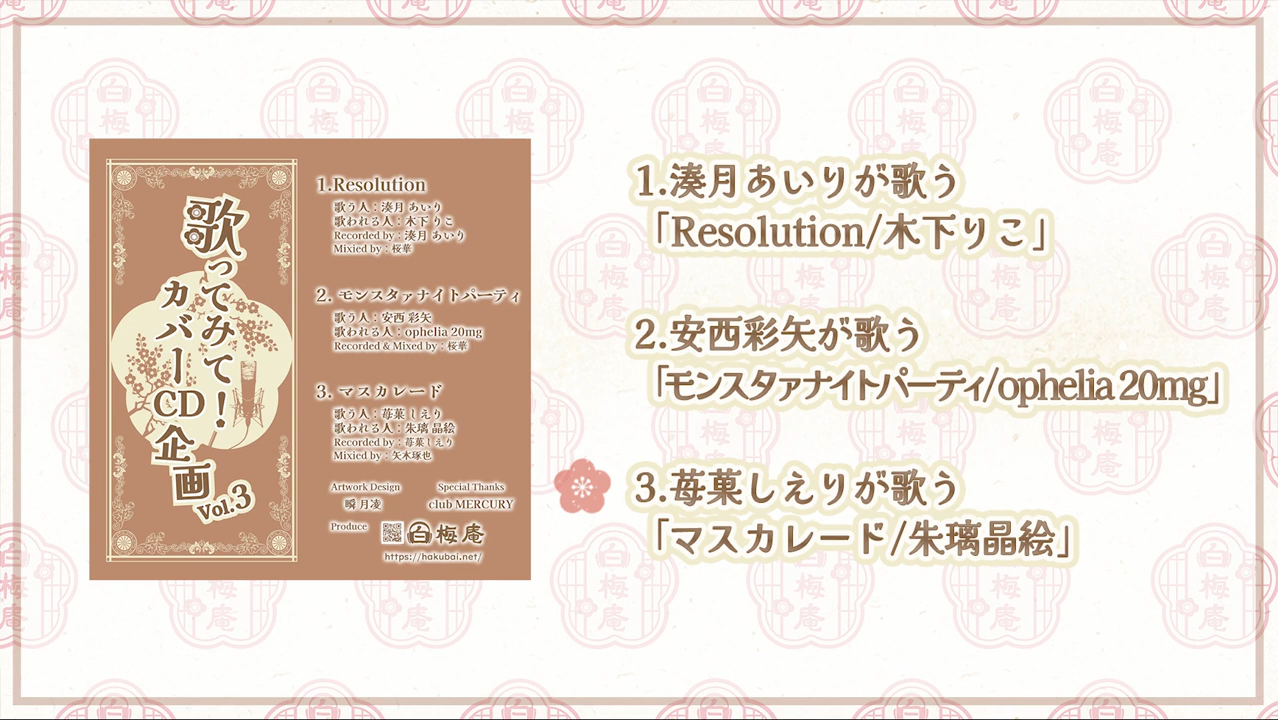 歌ってみて!
カバーCD企画
Vol.3
1.Resolution
歌う人：湊月 あいり
歌われる人：木下 りこ
Recorded by：湊月 あいり
Mixied by：桜華
2. モンスタァナイトパーティ
歌う人：安西 彩矢
歌われる人：ophelia 20mg
Recorded & Mixed by：桜華
3. マスカレード
歌う人：苺菓 しえり
歌われる人：朱璃 晶絵
Recorded by：苺菓しえり
Mixied by：矢木琢也
Artwork Design
瞬 月凌
Special Thanks
club MERCURY
Produce
白梅庵
https://hakubai.net/
1.湊月あいりが歌う
「Resolution/木下りこ」
2.安西彩矢が歌う
「モンスタァナイトパーティ/ophelia 20mg」
3.苺菓しえりが歌う
「マスカレード/朱璃晶絵」
白梅庵